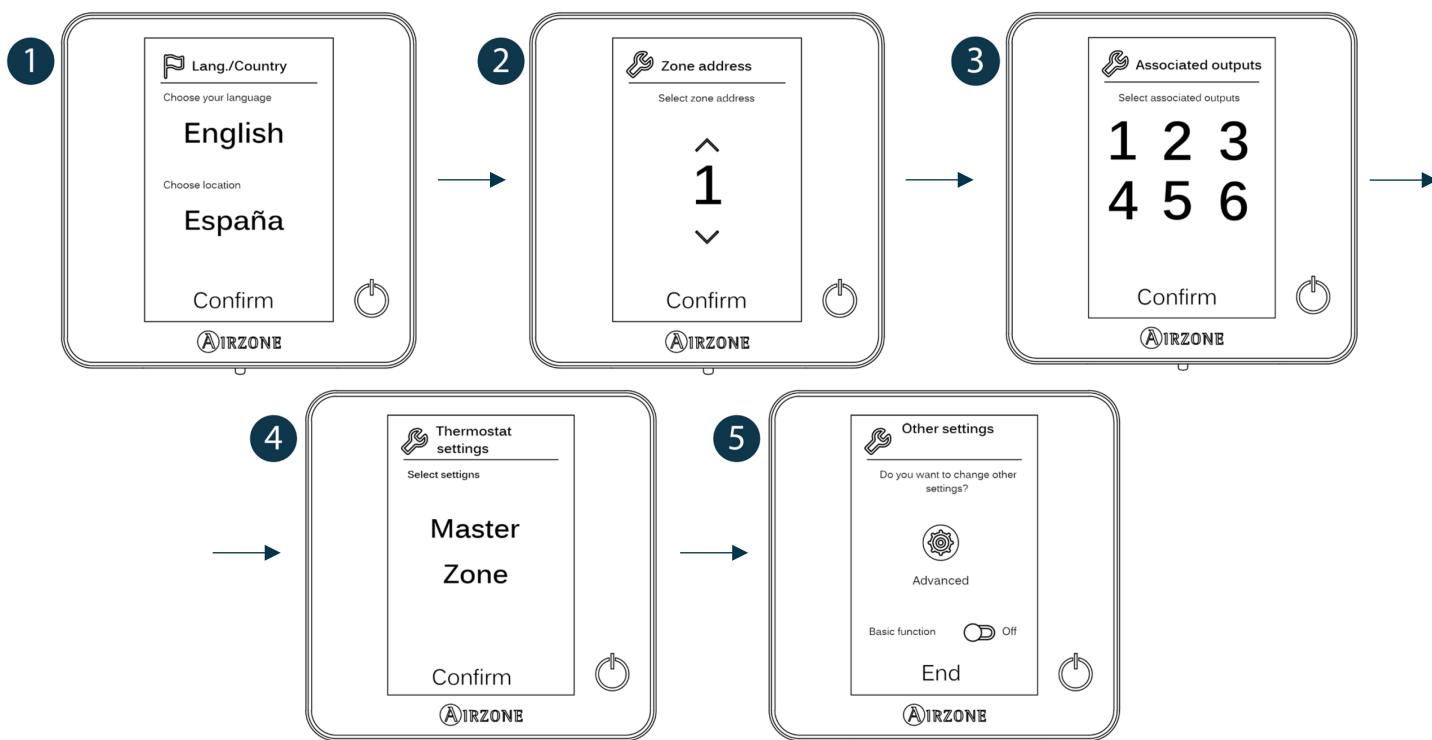 1
Lang./Country
Choose your language
English
Choose location
España
Confirm
AIRZONE
2
Zone address
Select zone address
1
Confirm
AIRZONE
3
Associated outputs
Select associated outputs
1 2 3
4 5 6
Confirm
AIRZONE
4
Thermostat
settings
Select settigns
Master
Zone
Confirm
AIRZONE
5
Other settings
Do you want to change other
settings?
Advanced
Basic function Off
End
AIRZONE